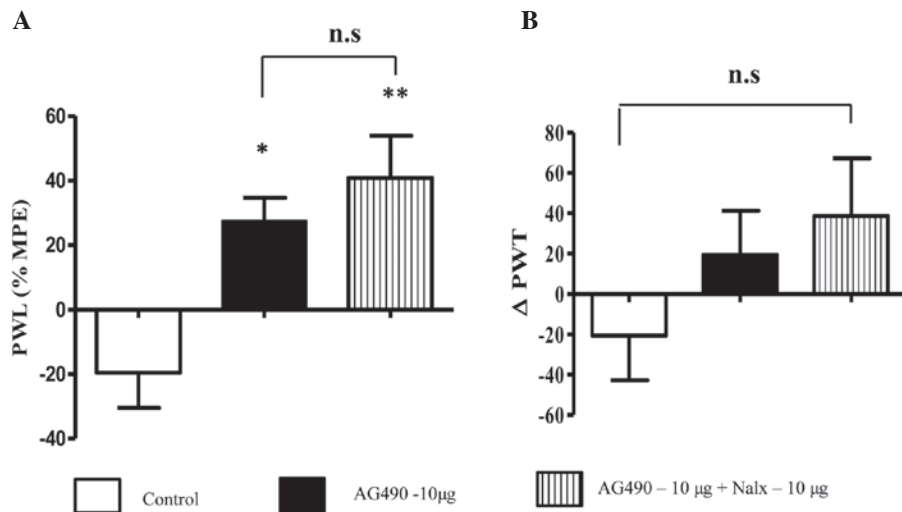 A
B
n.s
n.s
**
*
PWL (% MPE)
60
40
20
0
-20
-40
Δ PWT
80
60
40
20
0
-20
-40
-60
Control
AG490 -10μg
AG490 – 10 μg + Nalx – 10 μg